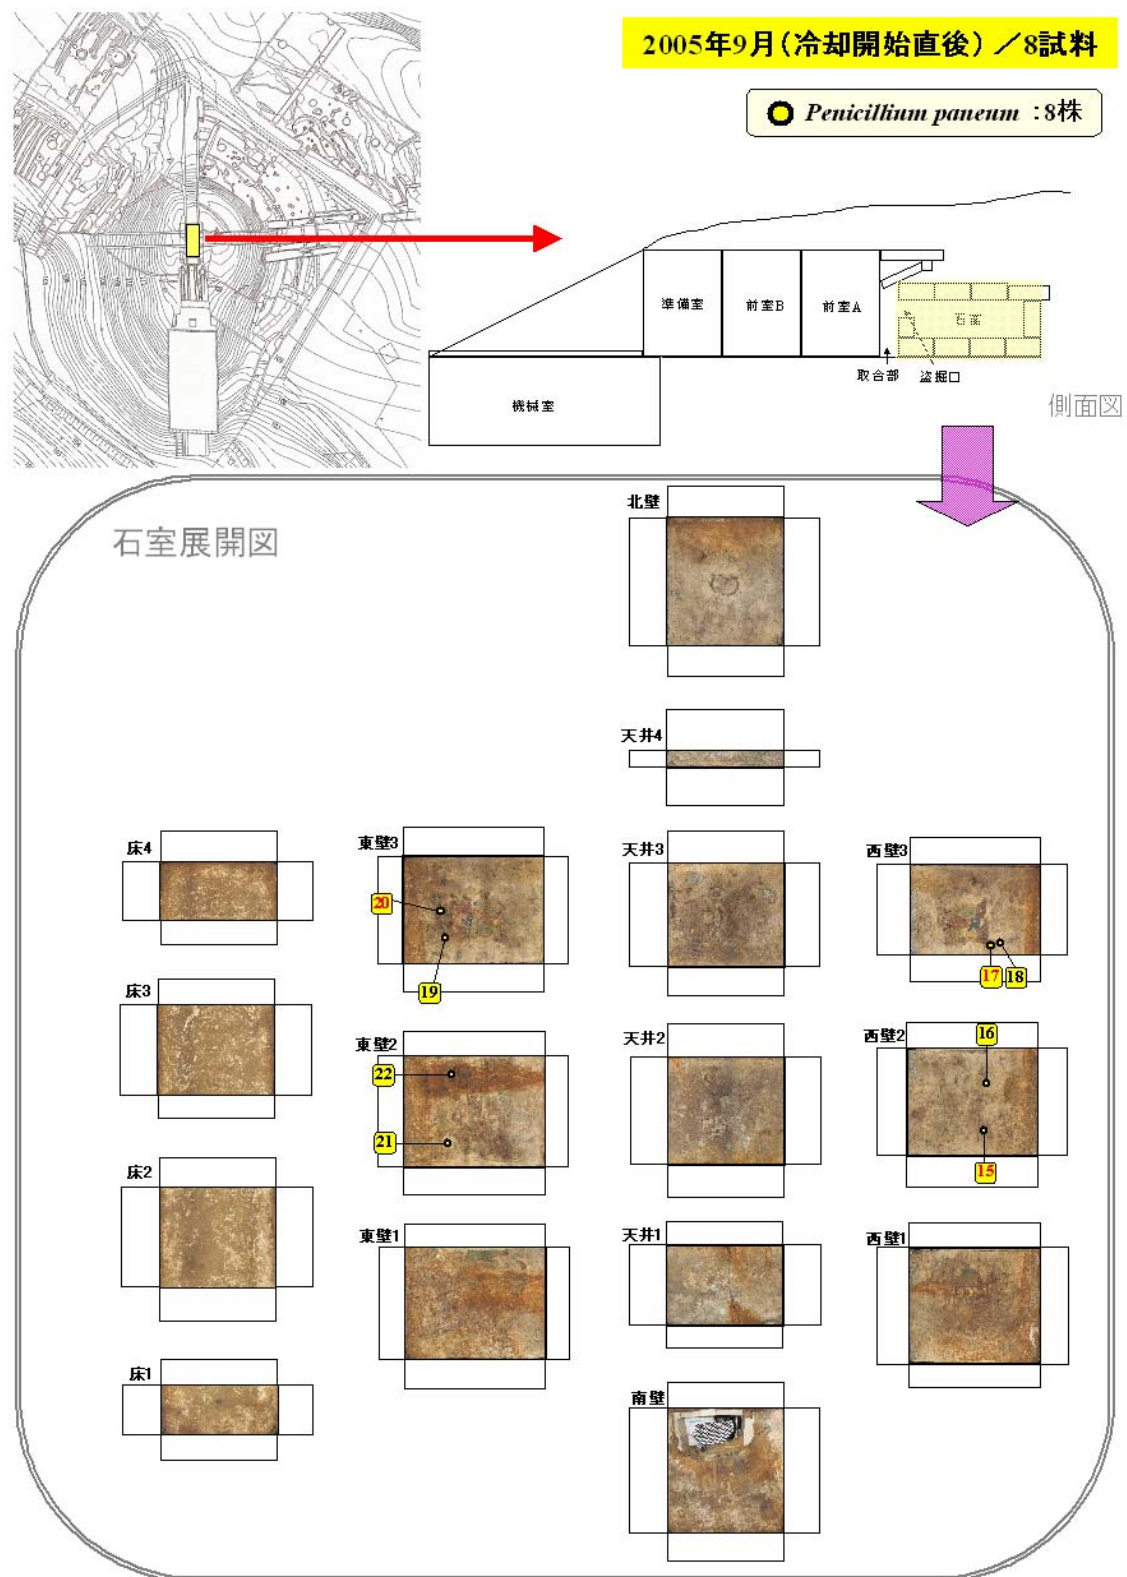 2005年9月(冷却開始直後)／8試料
Penicillium paneum :8株
準備室
前室B
前室A
石室
取合部
盗掘口
機械室
側面図
石室展開図
北壁
天井4
床4
東壁3
天井3
西壁3
20
19
17
18
床3
東壁2
天井2
西壁2
16
22
21
15
床2
東壁1
天井1
西壁1
床1
南壁